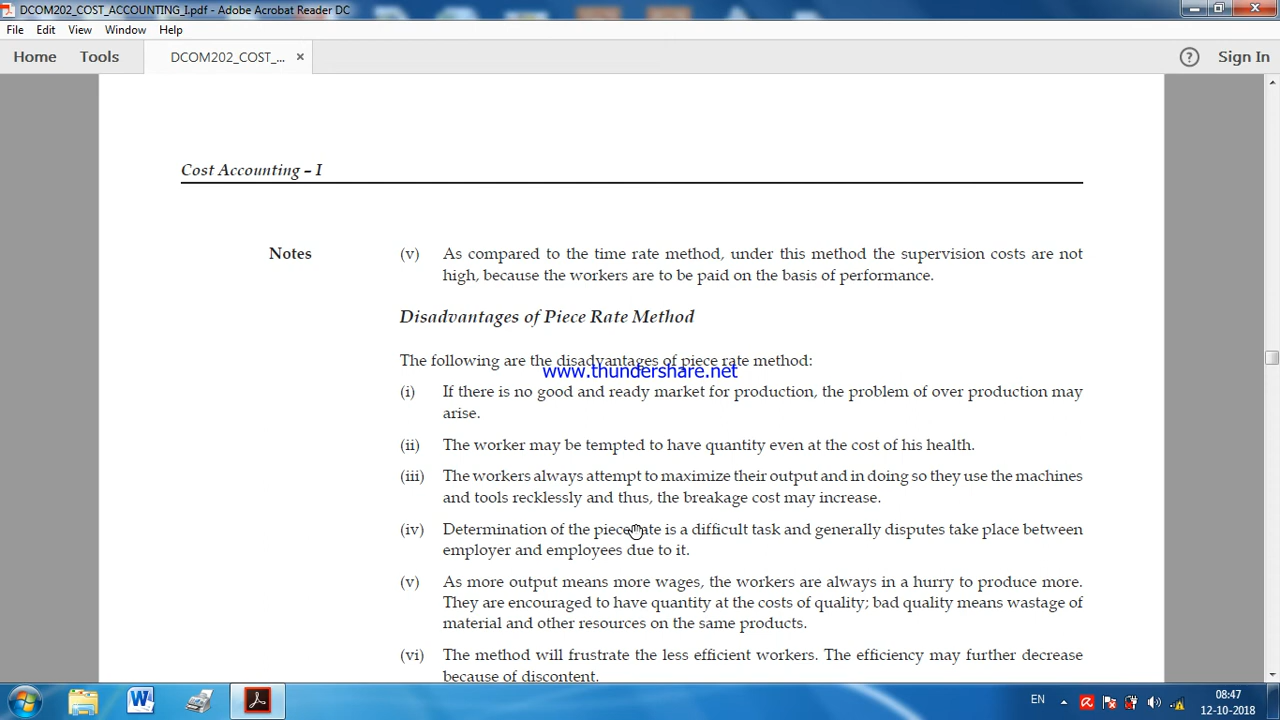 DCOM202_COST_ACCOUNTING_I.pdf - Adobe Acrobat Reader DC
File Edit View Window Help
Home Tools DCOM202_COST_... × ? Sign In
Cost Accounting – I
Notes (v) As compared to the time rate method, under this method the supervision costs are not
high, because the workers are to be paid on the basis of performance.
Disadvantages of Piece Rate Method
The following are the disadvantages of piece rate method:
www.thundershare.net
(i) If there is no good and ready market for production, the problem of over production may
arise.
(ii) The worker may be tempted to have quantity even at the cost of his health.
(iii) The workers always attempt to maximize their output and in doing so they use the machines
and tools recklessly and thus, the breakage cost may increase.
(iv) Determination of the piece rate is a difficult task and generally disputes take place between
employer and employees due to it.
(v) As more output means more wages, the workers are always in a hurry to produce more.
They are encouraged to have quantity at the costs of quality; bad quality means wastage of
material and other resources on the same products.
(vi) The method will frustrate the less efficient workers. The efficiency may further decrease
because of discontent.
EN 08:47
12-10-2018